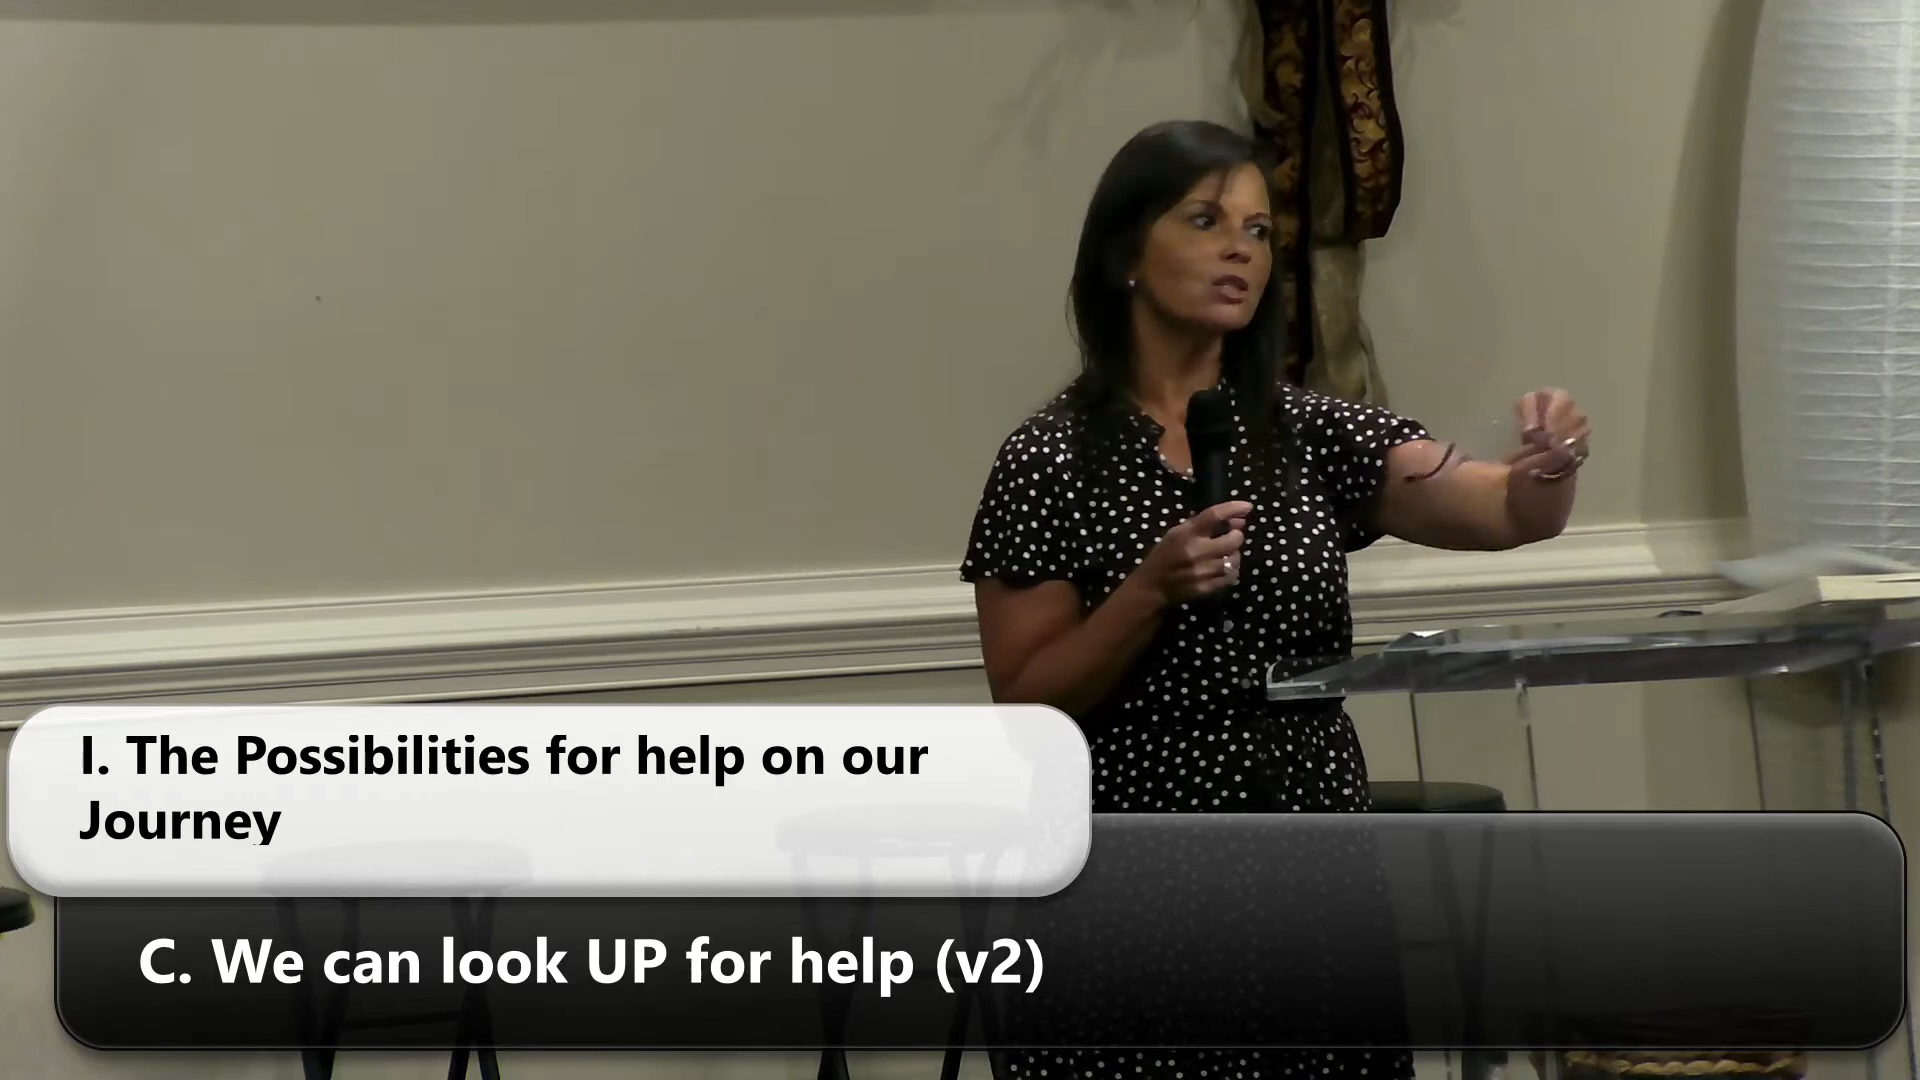 I. The Possibilities for help on our
Journey
C. We can look UP for help (v2)